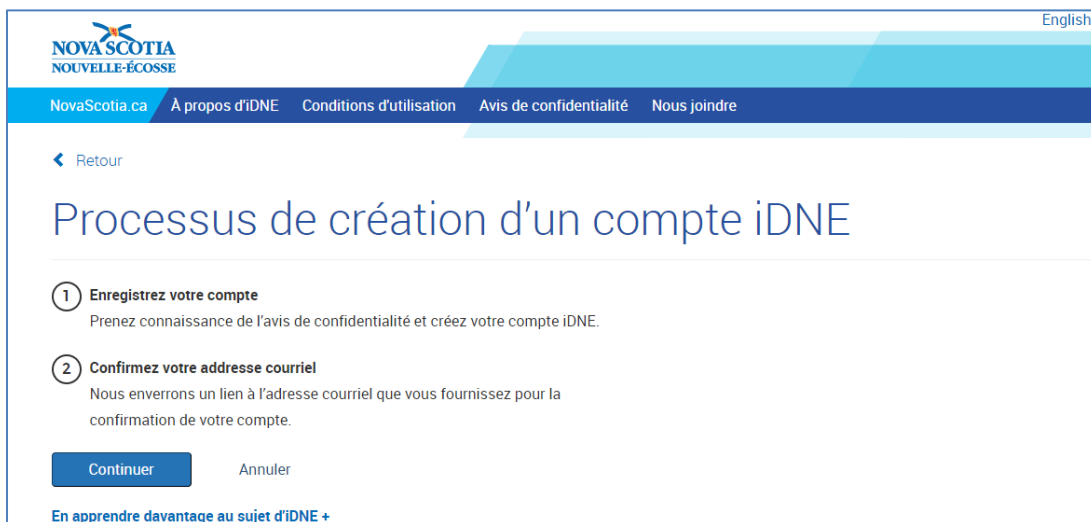 English
NOVA SCOTIA
NOUVELLE-ÉCOSSE
NovaScotia.ca À propos d'iDNE Conditions d'utilisation Avis de confidentialité Nous joindre
Retour
Processus de création d'un compte iDNE
1 Enregistrez votre compte
Prenez connaissance de l'avis de confidentialité et créez votre compte iDNE.
2 Confirmez votre addresse courriel
Nous enverrons un lien à l'adresse courriel que vous fournissez pour la
confirmation de votre compte.
Continuer Annuler
En apprendre davantage au sujet d'iDNE +